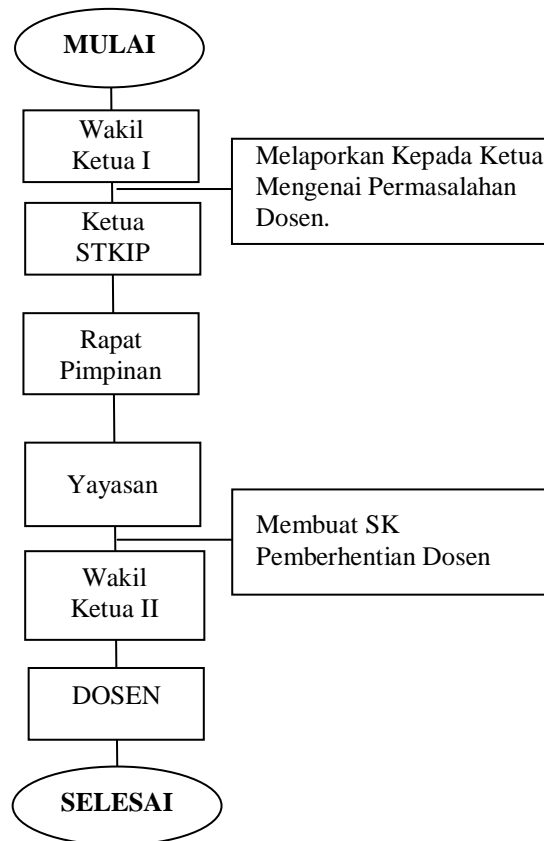 MULAI
Wakil
Ketua I
Melaporkan Kepada Ketua
Mengenai Permasalahan
Dosen.
Ketua
STKIP
Rapat
Pimpinan
Yayasan
Membuat SK
Pemberhentian Dosen
Wakil
Ketua II
DOSEN
SELESAI